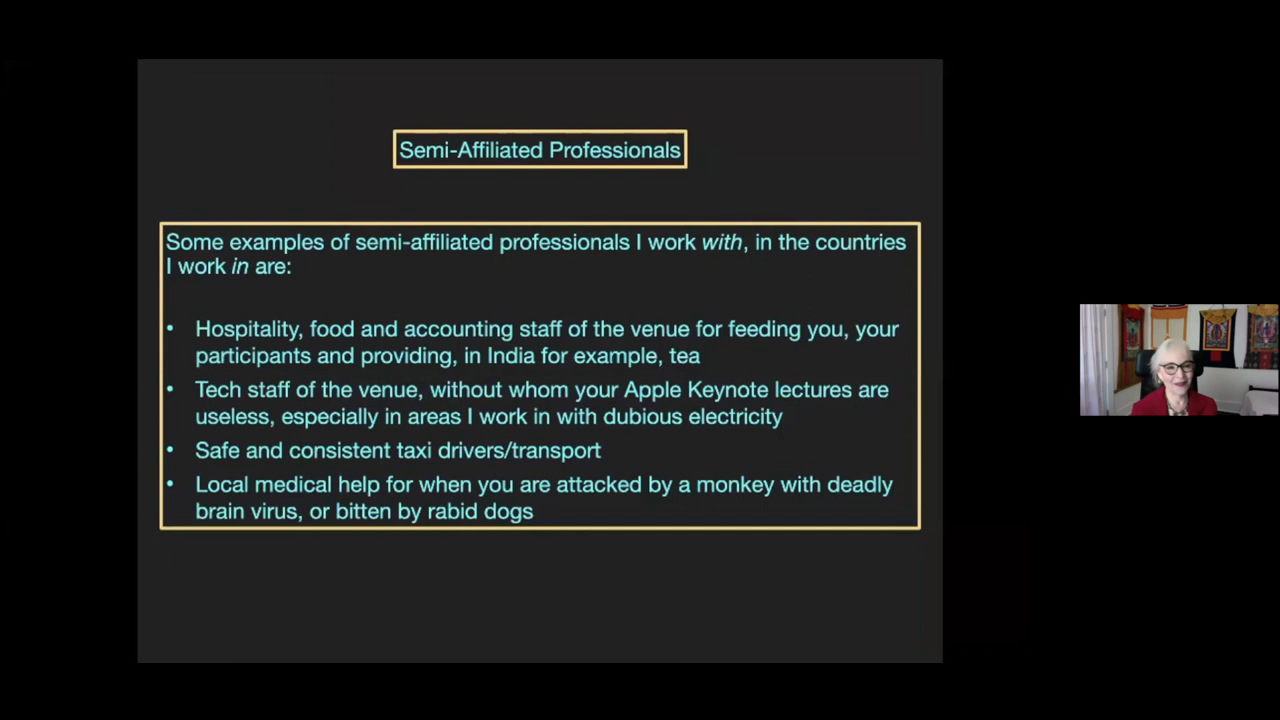 Semi-Affiliated Professionals
Some examples of semi-affiliated professionals I work with, in the countries
I work in are:
• Hospitality, food and accounting staff of the venue for feeding you, your
participants and providing, in India for example, tea
• Tech staff of the venue, without whom your Apple Keynote lectures are
useless, especially in areas I work in with dubious electricity
• Safe and consistent taxi drivers/transport
• Local medical help for when you are attacked by a monkey with deadly
brain virus, or bitten by rabid dogs